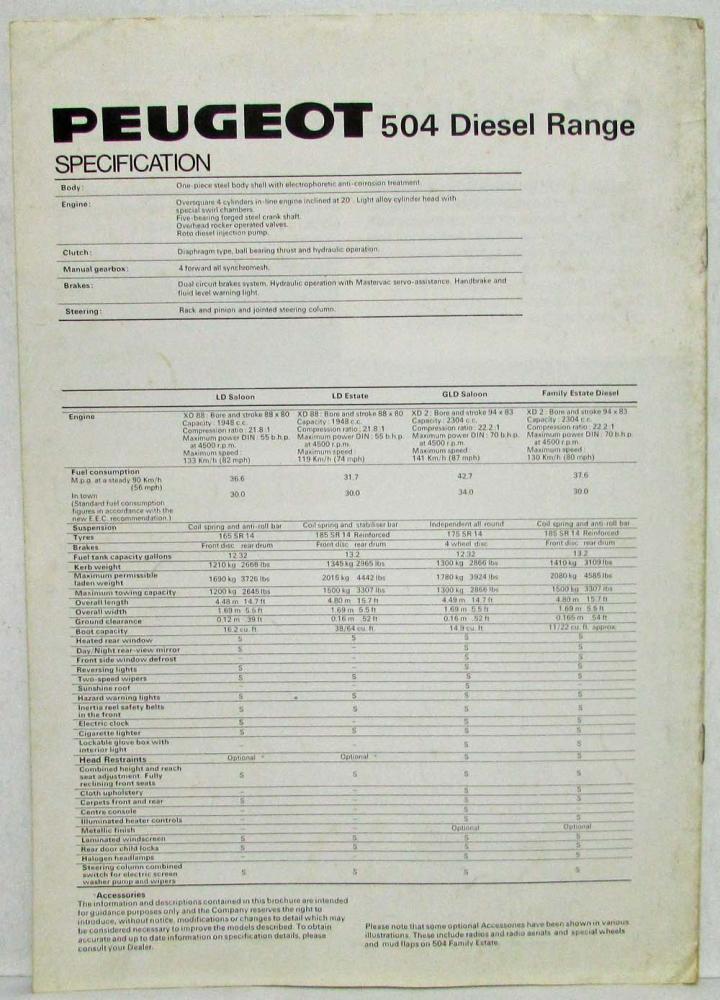 PEUGEOT 504 Diesel Range
SPECIFICATION
Body: One-piece steel body shell with electrophoretic anti-corrosion treatment.
Engine: Oversquare 4 cylinders in-line engine inclined at 20°. Light alloy cylinder head with
special swirl chambers.
Five-bearing forged steel crank shaft.
Overhead rocker operated valves.
Roto diesel injection pump.
Clutch: Diaphragm type, ball bearing thrust and hydraulic operation.
Manual gearbox: 4 forward all synchromesh.
Brakes: Dual circuit brakes system. Hydraulic operation with Mastervac servo-assistance. Handbrake and
fluid level warning light.
Steering: Rack and pinion and jointed steering column.
LD Saloon LD Estate GLD Saloon Family Estate Diesel
Engine XD 88: Bore and stroke 88 x 80 XD 88: Bore and stroke 88 x 80 XD 2: Bore and stroke 94 x 83 XD 2: Bore and stroke 94 x 83
Capacity: 1948 c.c. Capacity: 1948 c.c. Capacity: 2304 c.c. Capacity: 2304 c.c.
Compression ratio: 21.8:1 Compression ratio: 21.8:1 Compression ratio: 22.2:1 Compression ratio: 22.2:1
Maximum power DIN: 55 b.h.p. Maximum power DIN: 55 b.h.p. Maximum power DIN: 70 b.h.p. Maximum power DIN: 70 b.h.p.
at 4500 r.p.m. at 4500 r.p.m. at 4500 r.p.m. at 4500 r.p.m.
Maximum speed: Maximum speed: Maximum speed: Maximum speed:
133 Km/h (82 mph) 119 Km/h (74 mph) 141 Km/h (87 mph) 130 Km/h (80 mph)
Fuel consumption
M.p.g. at a steady 90 Km/h 36.6 31.7 42.7 37.6
(56 mph)
In town 30.0 30.0 34.0 30.0
(Standard fuel consumption
figures in accordance with the
new E.E.C. recommendation.)
Suspension Coil spring and anti-roll bar Coil spring and stabiliser bar Independent all round Coil spring and anti-roll bar
Tyres 165 SR 14 185 SR 14 Reinforced 175 SR 14 185 SR 14 Reinforced
Brakes Front disc rear drum Front disc rear drum 4 wheel disc Front disc rear drum
Fuel tank capacity gallons 12.32 13.2 12.32 13.2
Kerb weight 1210 kg 2668 lbs 1345 kg 2965 lbs 1300 kg 2866 lbs 1410 kg 3109 lbs
Maximum permissible
laden weight 1690 kg 3726 lbs 2015 kg 4442 lbs 1780 kg 3924 lbs 2080 kg 4585 lbs
Maximum towing capacity 1200 kg 2645 lbs 1500 kg 3307 lbs 1300 kg 2866 lbs 1500 kg 3307 lbs
Overall length 4.48 m 14.7 ft 4.80 m 15.7 ft 4.49 m 14.7 ft 4.80 m 15.7 ft
Overall width 1.69 m 5.5 ft 1.69 m 5.5 ft 1.69 m 5.5 ft 1.69 m 5.5 ft
Ground clearance 0.12 m .39 ft 0.16 m .52 ft 0.16 m .52 ft 0.165 m .54 ft
Boot capacity 16.2 cu. ft. 38/64 cu. ft. 14.9 cu. ft. 11/22 cu. ft. approx.
Heated rear window S – S S
Day/Night rear-view mirror S – S S
Front side window defrost – – S S
Reversing lights S – S S
Two-speed wipers S S S S
Sunshine roof – – S –
Hazard warning lights S S S S
Inertia reel safety belts
in the front S S S S
Electric clock S – S S
Cigarette lighter S S S S
Lockable glove box with
interior light – – S S
Head Restraints Optional * Optional * S S
Combined height and reach
seat adjustment. Fully S S S S
reclining front seats
Cloth upholstery – – S S
Carpets front and rear S – S S
Centre console – – S –
Illuminated heater controls – – S S
Metallic finish – – Optional Optional
Laminated windscreen S S S S
Rear door child locks S S S S
Halogen headlamps – – S S
Steering column combined
switch for electric screen S S S S
washer pump and wipers
*Accessories
The information and descriptions contained in this brochure are intended
for guidance purposes only and the Company reserves the right to
introduce, without notice, modifications or changes to detail which may
be considered necessary to improve the models described. To obtain
accurate and up to date information on specification details, please
consult your Dealer.
Please note that some optional Accessories have been shown in various
illustrations. These include radios and radio aerials and special wheels
and mud flaps on 504 Family Estate.